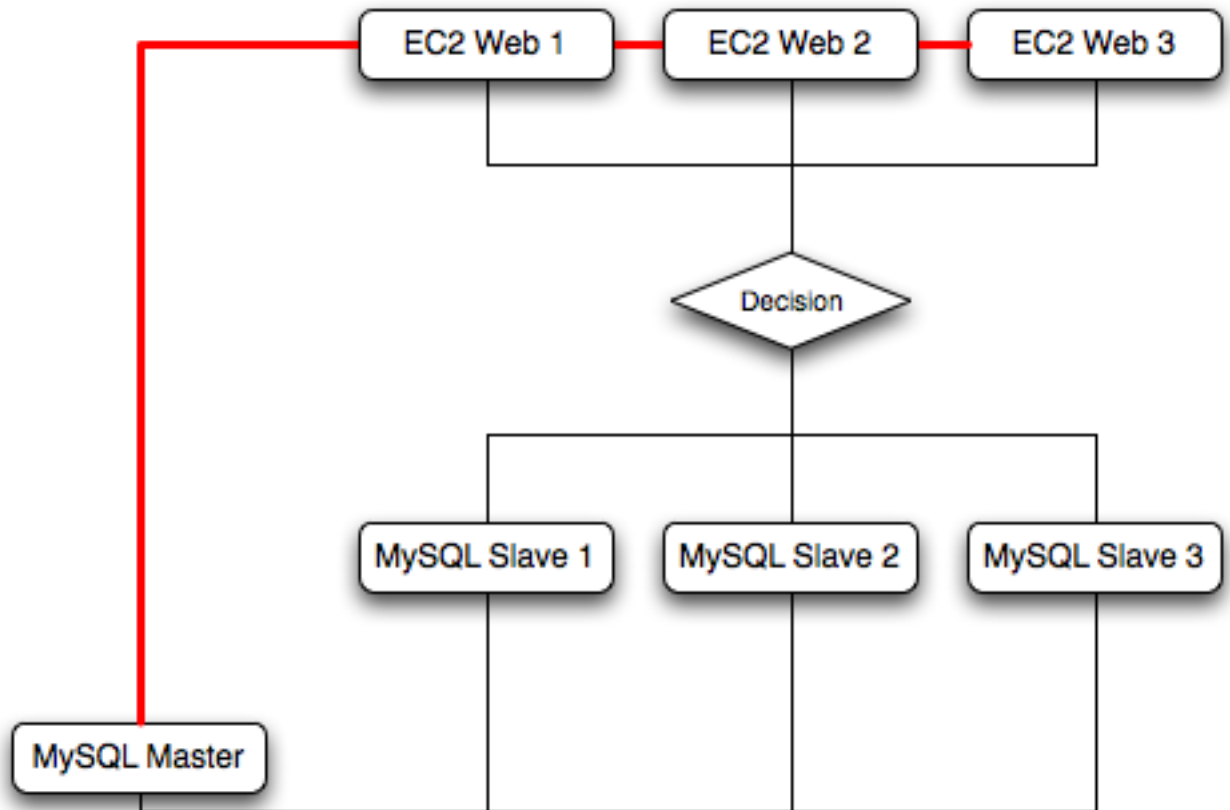 EC2 Web 1
EC2 Web 2
EC2 Web 3
Decision
MySQL Slave 1
MySQL Slave 2
MySQL Slave 3
MySQL Master